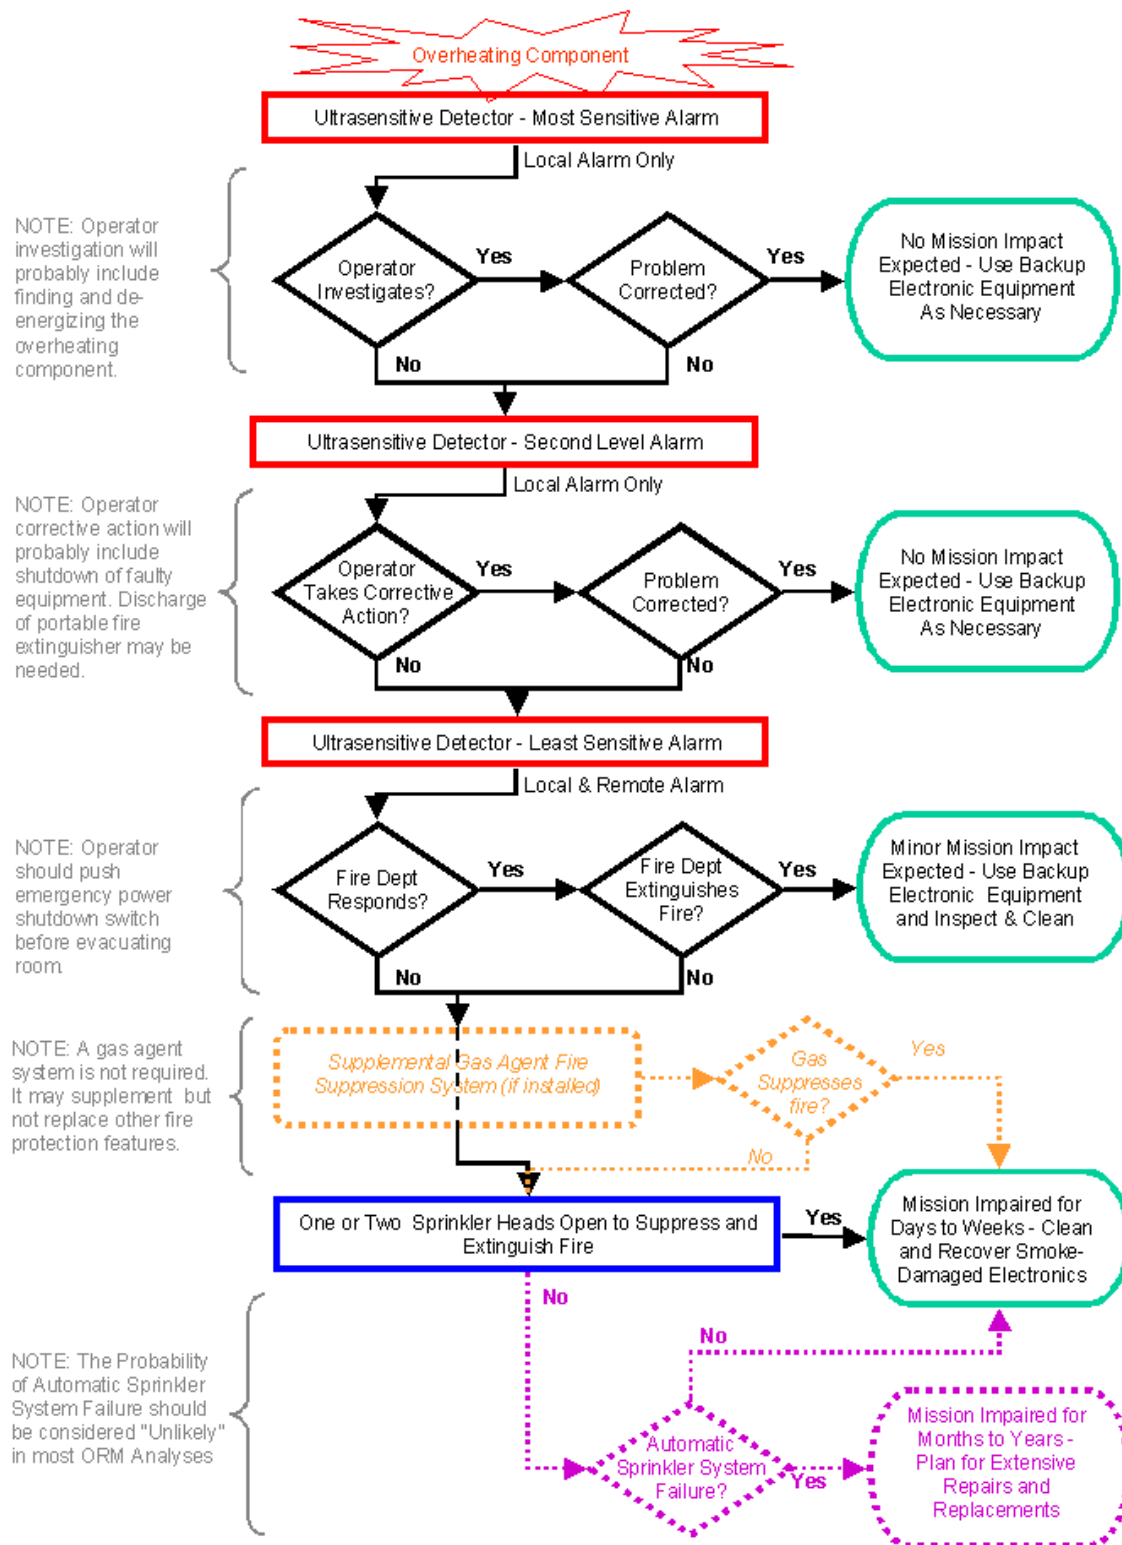 Overheating Component
Ultrasensitive Detector - Most Sensitive Alarm
Local Alarm Only
NOTE: Operator
investigation will
probably include
finding and de-
energizing the
overheating
component.
Operator
Investigates?
Yes
No
Problem
Corrected?
Yes
No
No Mission Impact
Expected - Use Backup
Electronic Equipment
As Necessary
Ultrasensitive Detector - Second Level Alarm
Local Alarm Only
NOTE: Operator
corrective action will
probably include
shutdown of faulty
equipment. Discharge
of portable fire
extinguisher may be
needed.
Operator
Takes Corrective
Action?
Yes
No
Problem
Corrected?
Yes
No
No Mission Impact
Expected - Use Backup
Electronic Equipment
As Necessary
Ultrasensitive Detector - Least Sensitive Alarm
Local & Remote Alarm
NOTE: Operator
should push
emergency power
shutdown switch
before evacuating
room.
Fire Dept
Responds?
Yes
No
Fire Dept
Extinguishes
Fire?
Yes
No
Minor Mission Impact
Expected - Use Backup
Electronic Equipment
and Inspect & Clean
NOTE: A gas agent
system is not required.
It may supplement but
not replace other fire
protection features.
Supplemental Gas Agent Fire
Suppression System (if installed)
Gas
Suppresses
fire?
Yes
No
One or Two Sprinkler Heads Open to Suppress and
Extinguish Fire
Yes
No
Mission Impaired for
Days to Weeks - Clean
and Recover Smoke-
Damaged Electronics
NOTE: The Probability
of Automatic Sprinkler
System Failure should
be considered "Unlikely"
in most ORM Analyses
No
Automatic
Sprinkler System
Failure?
Yes
Mission Impaired for
Months to Years -
Plan for Extensive
Repairs and
Replacements